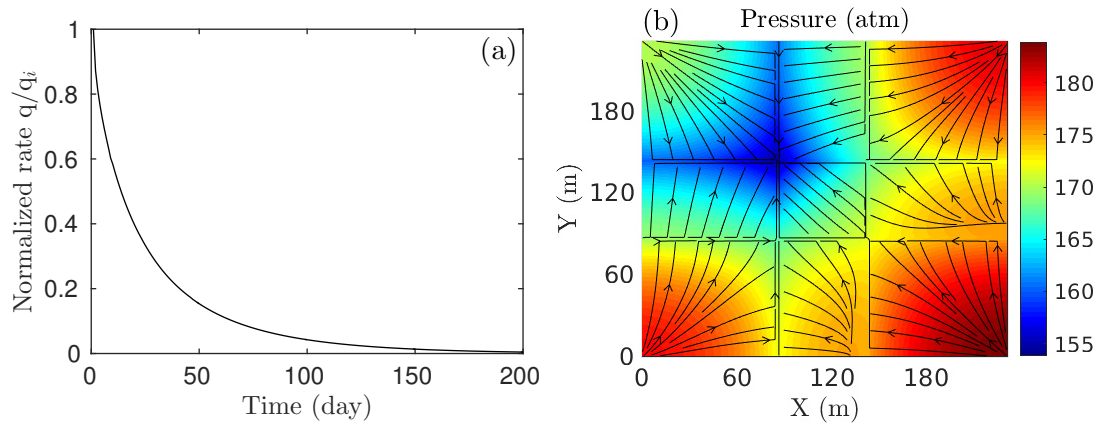 (a)
1
0.8
0.6
0.4
0.2
0
Normalized rate q/qᵢ
0 50 100 150 200
Time (day)
(b) Pressure (atm)
180
120
60
0
Y (m)
0 60 120 180
X (m)
180
175
170
165
160
155